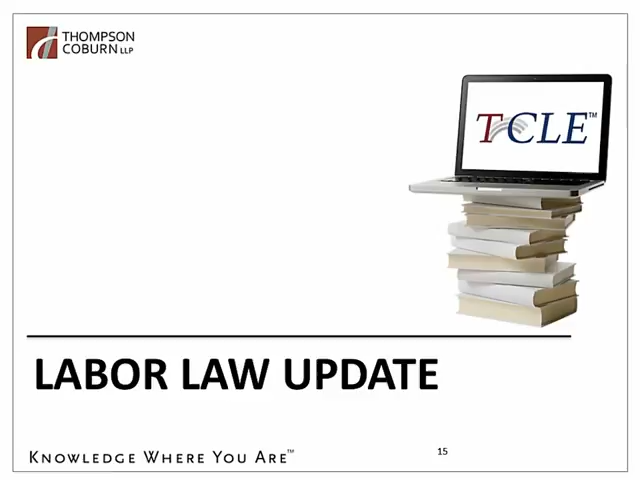 THOMPSON
COBURN LLP
TCLE™
LABOR LAW UPDATE
KNOWLEDGE WHERE YOU ARE™
15